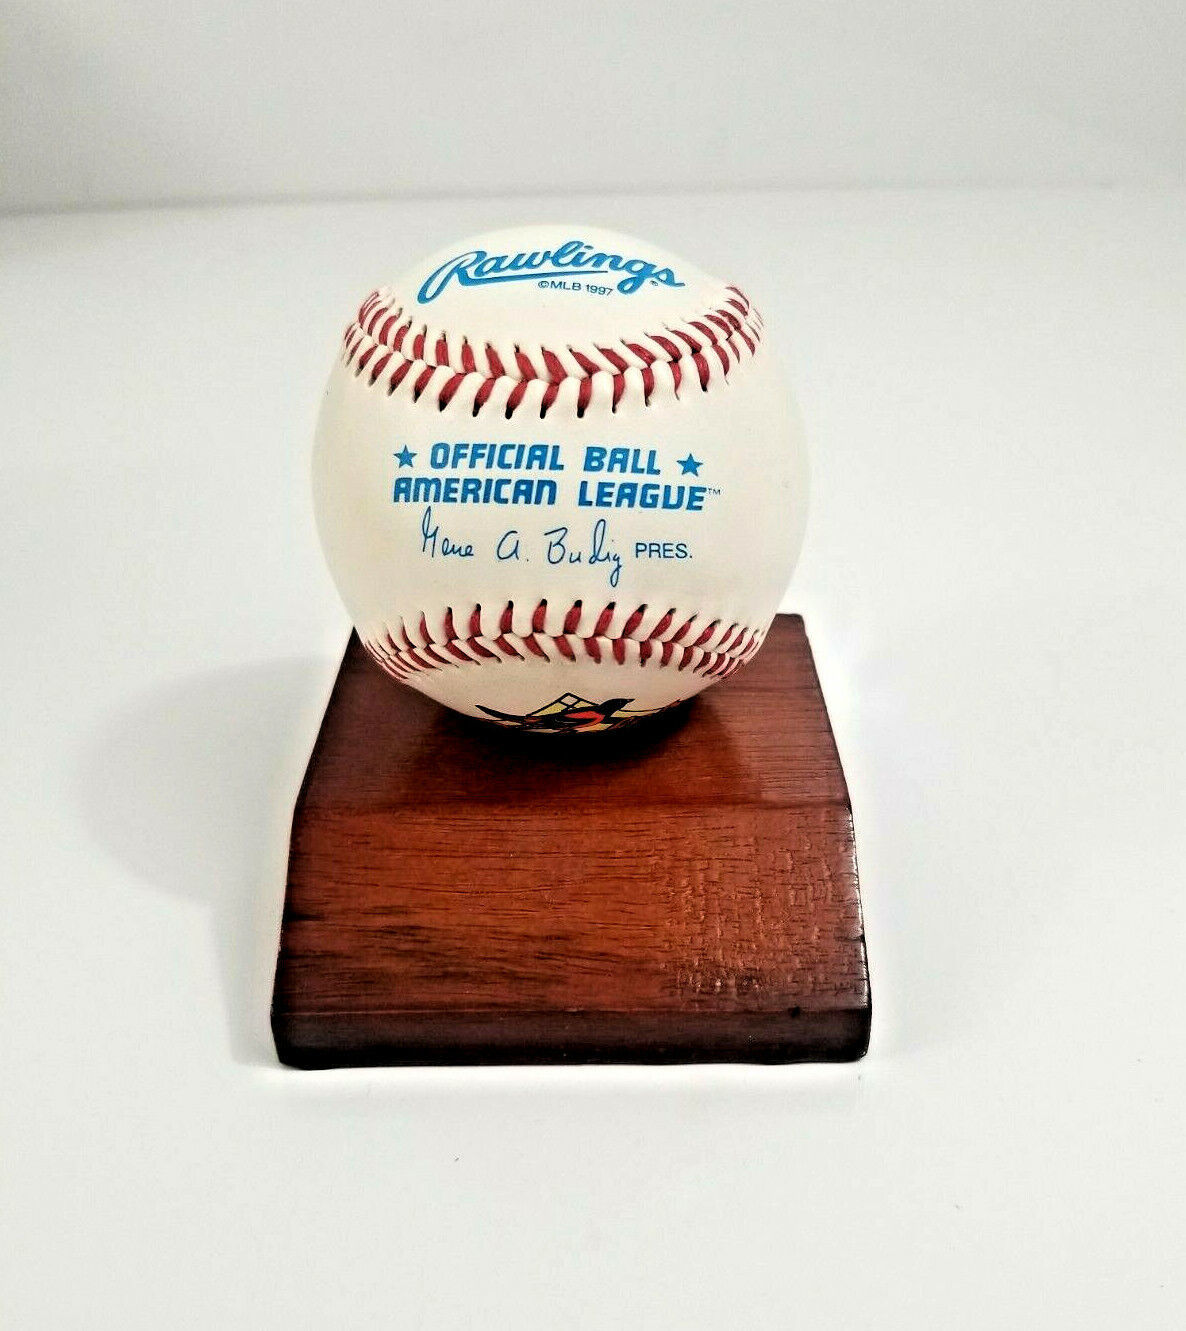 Rawlings®
©MLB 1997
★ OFFICIAL BALL ★
AMERICAN LEAGUE™
Gene A. Budig PRES.